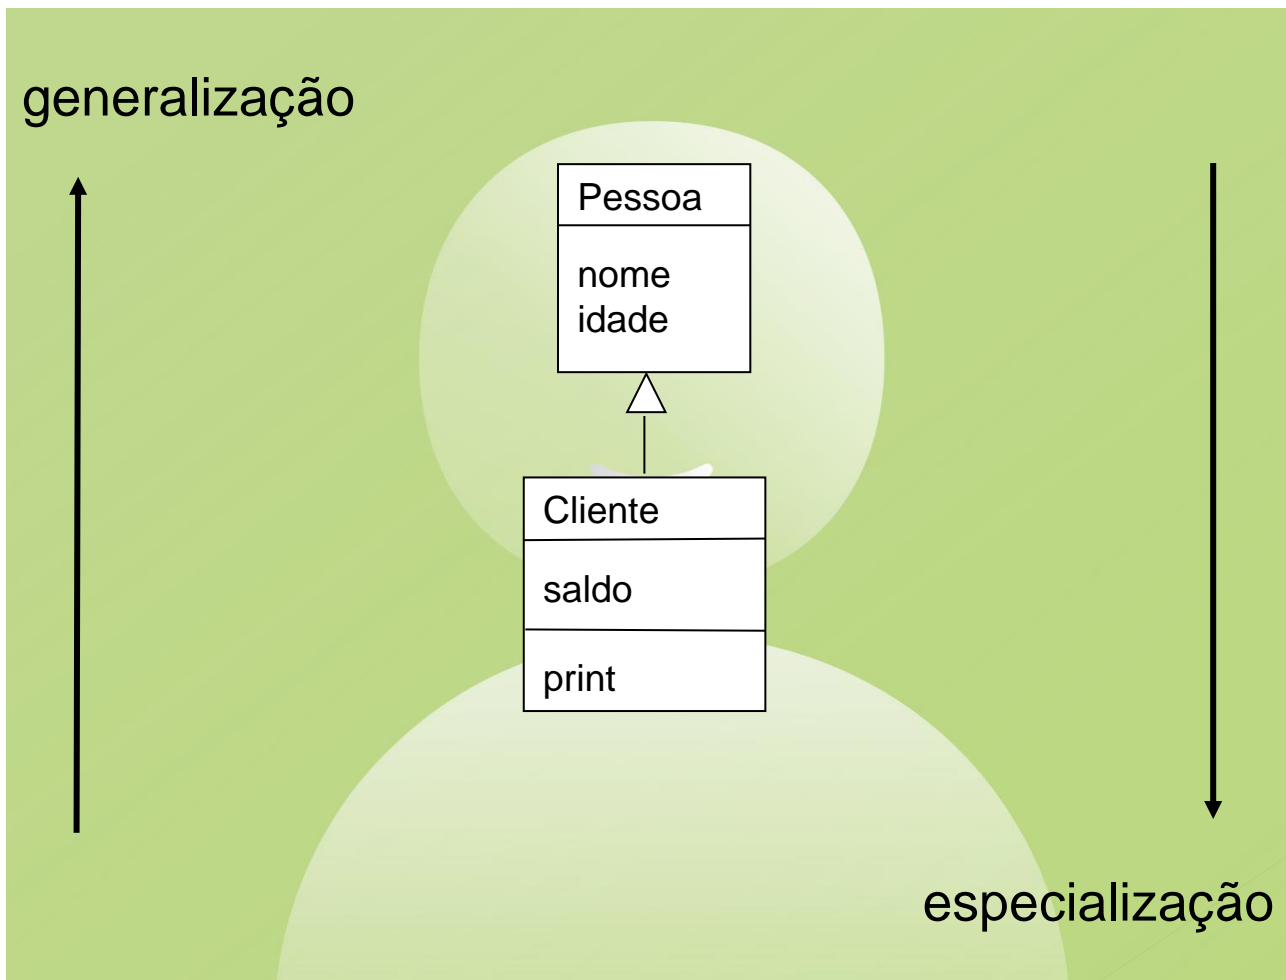 generalização
Pessoa
nome
idade
Cliente
saldo
print
especialização